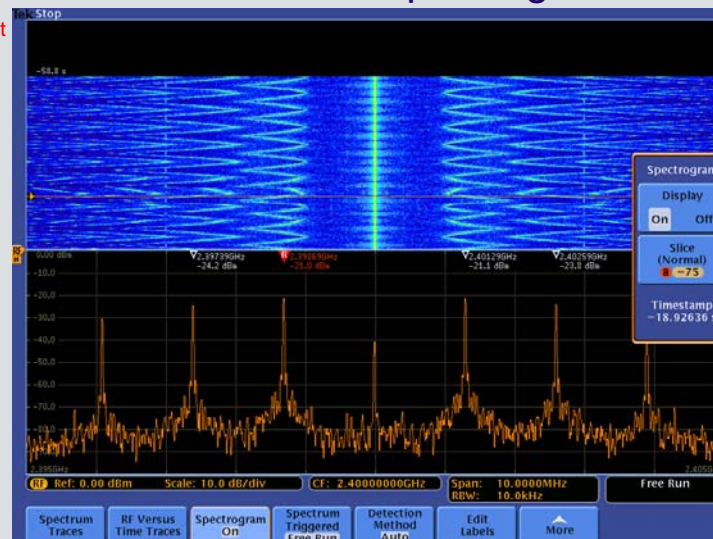 Tek Stop
t
-58.8 s
Spectrogram
Display
On Off
Slice
(Normal)
a -75
Timestamp
-18.92636 s
0.00 dBm
2.39739GHz
-24.2 dBm
-21.0 dBm
2.40129GHz
-21.1 dBm
2.40259GHz
-23.8 dBm
-10.0
-20.0
-30.0
-40.0
-50.0
-60.0
-70.0
2.395GHz
2.405G
RF Ref: 0.00 dBm Scale: 10.0 dB/div CF: 2.40000000GHz Span: 10.0000MHz
RBW: 10.0kHz
Free Run
Spectrum
Traces
RF Versus
Time Traces
Spectrogram
On
Spectrum
Triggered
Free Run
Detection
Method
Auto
Edit
Labels
More